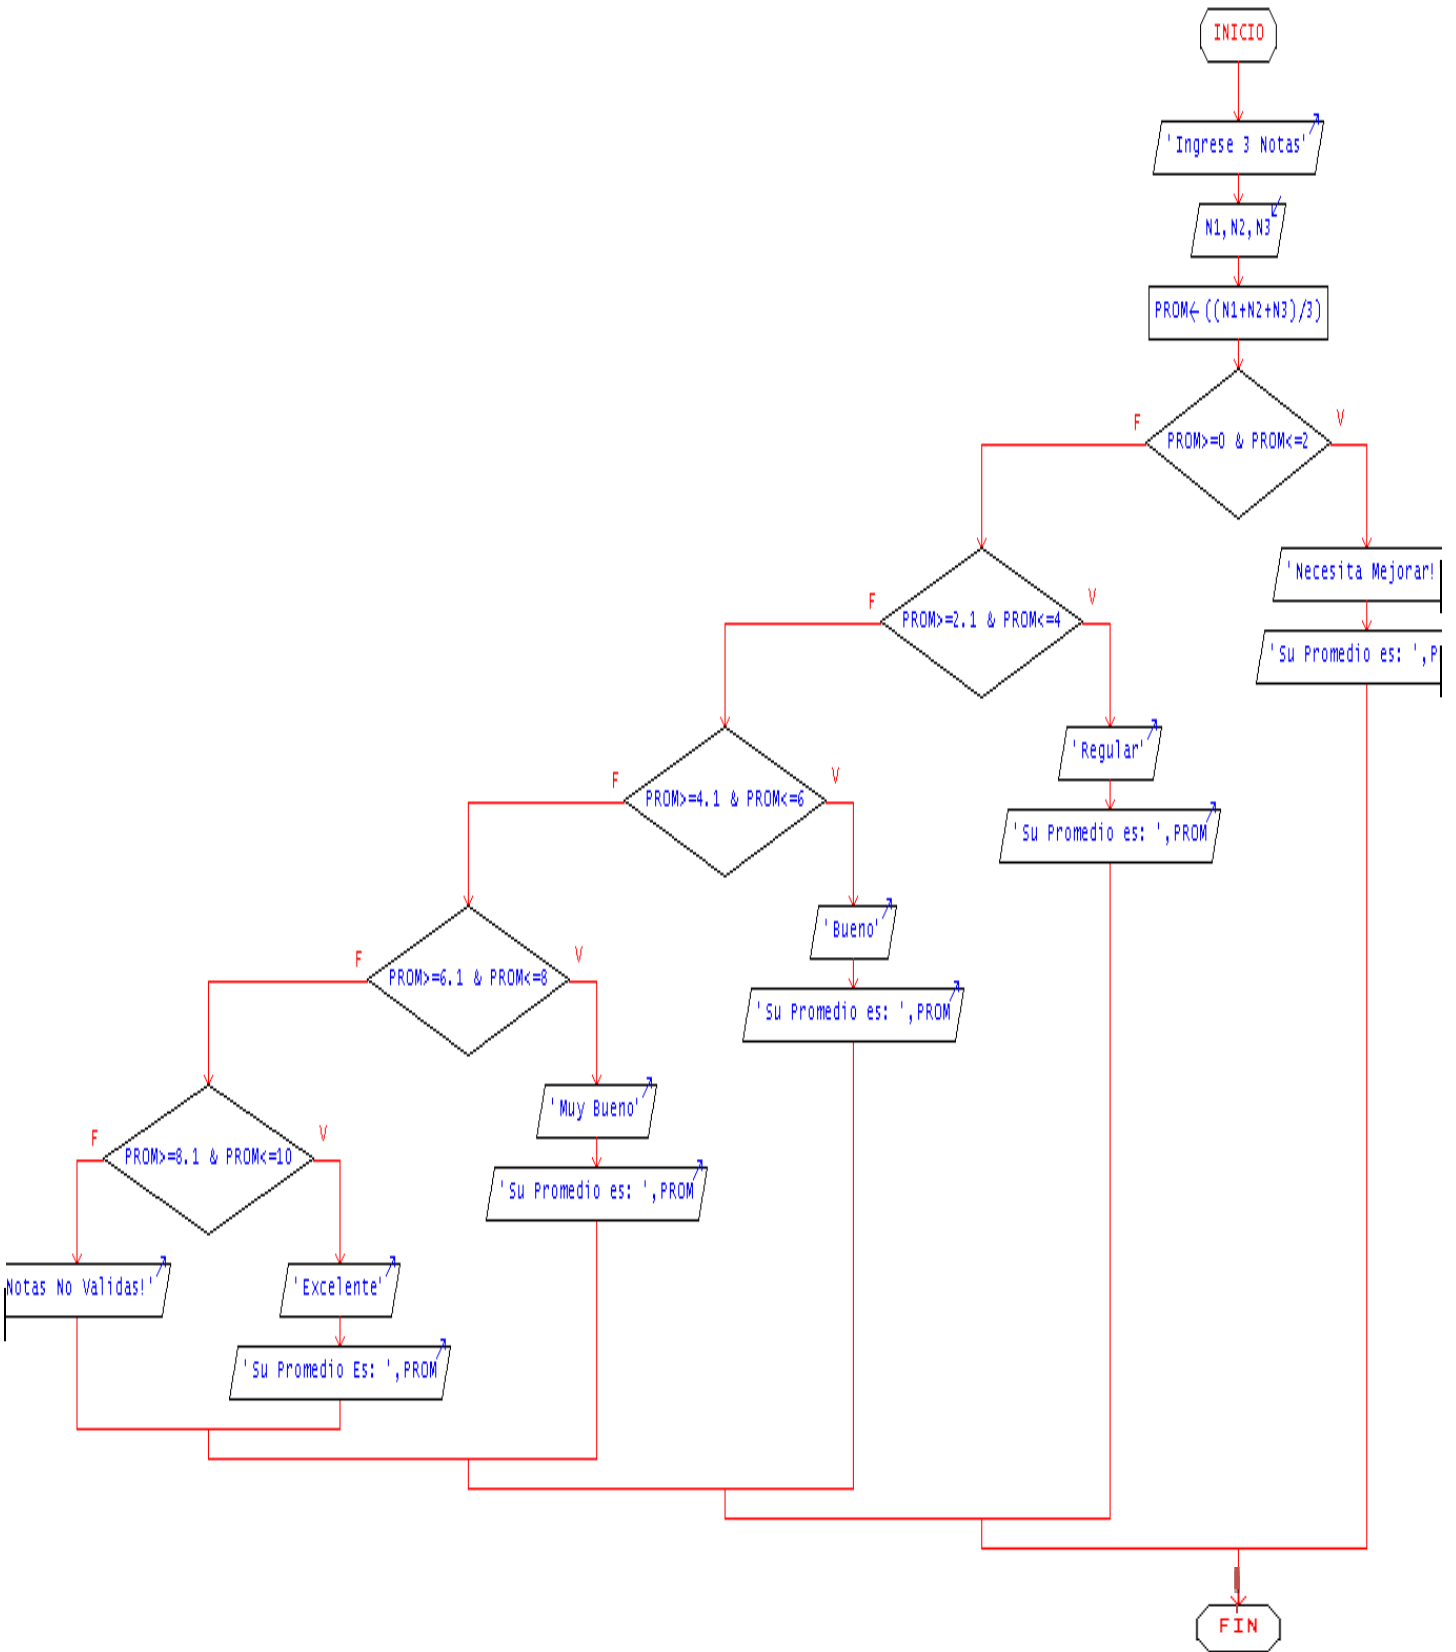 INICIO
'Ingrese 3 Notas'
N1,N2,N3
PROM←((N1+N2+N3)/3)
F
V
PROM>=0 & PROM<=2
'Necesita Mejorar!
'Su Promedio es: ',P
F
V
PROM>=2.1 & PROM<=4
'Regular'
'Su Promedio es: ',PROM
F
V
PROM>=4.1 & PROM<=6
'Bueno'
'Su Promedio es: ',PROM
F
V
PROM>=6.1 & PROM<=8
'Muy Bueno'
'Su Promedio es: ',PROM
F
V
PROM>=8.1 & PROM<=10
Notas No Validas!'
'Excelente'
'Su Promedio Es: ',PROM
FIN